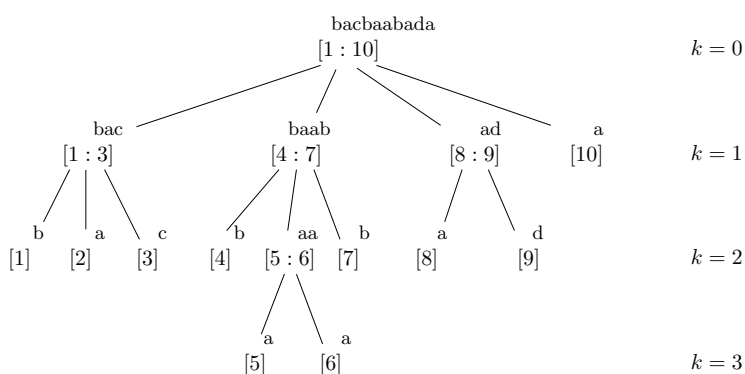 bacbaabada
[1 : 10] k = 0
bac baab ad a
[1 : 3] [4 : 7] [8 : 9] [10] k = 1
b a c b aa b a d
[1] [2] [3] [4] [5 : 6] [7] [8] [9] k = 2
a a
[5] [6] k = 3